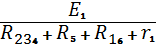 E₁
R₂₃₄ + R₅ + R₁₆ + r₁